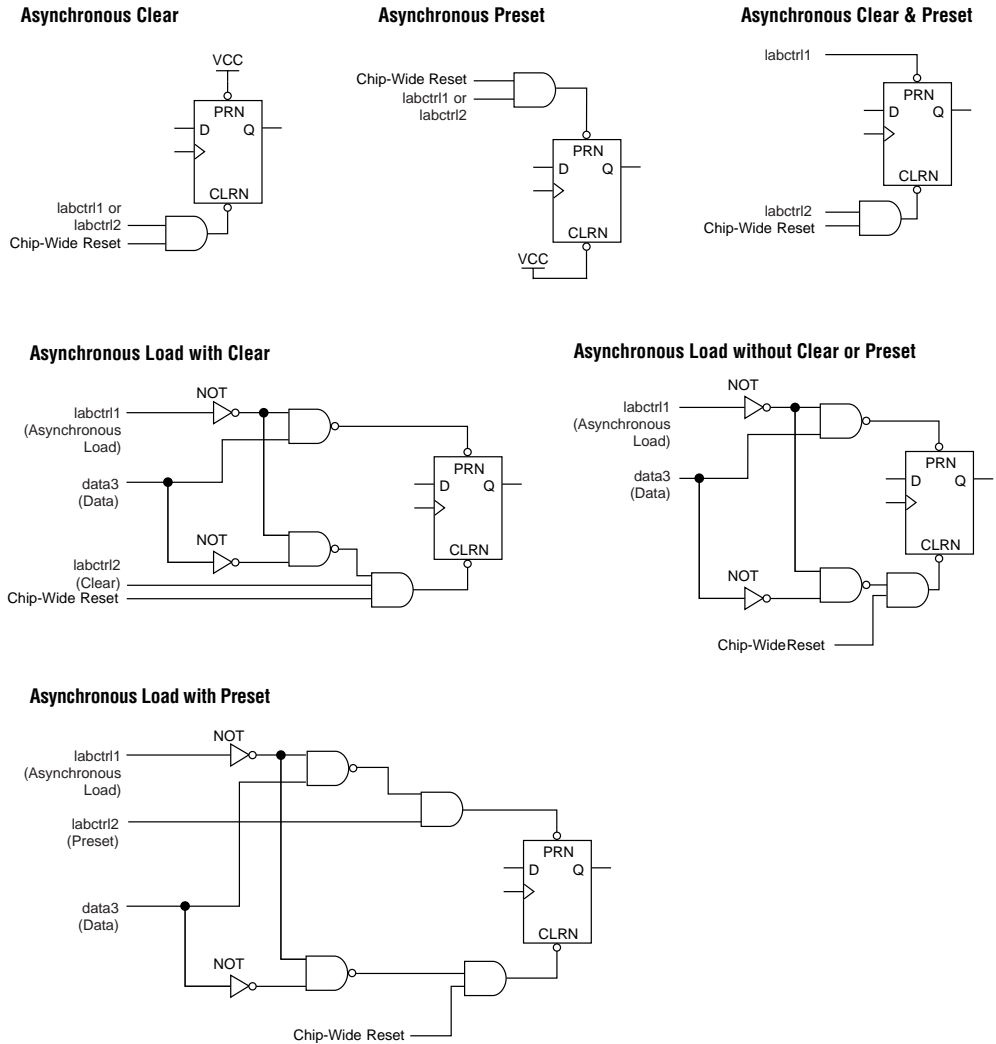 Asynchronous Clear
VCC
PRN
D Q
CLRN
labctrl1 or
labctrl2
Chip-Wide Reset
Asynchronous Preset
Chip-Wide Reset
labctrl1 or
labctrl2
PRN
D Q
CLRN
VCC
Asynchronous Clear & Preset
labctrl1
PRN
D Q
CLRN
labctrl2
Chip-Wide Reset
Asynchronous Load with Clear
NOT
labctrl1
(Asynchronous
Load)
PRN
data3
(Data)
D Q
NOT
CLRN
labctrl2
(Clear)
Chip-Wide Reset
Asynchronous Load without Clear or Preset
NOT
labctrl1
(Asynchronous
Load)
PRN
data3
(Data)
D Q
CLRN
NOT
Chip-WideReset
Asynchronous Load with Preset
NOT
labctrl1
(Asynchronous
Load)
labctrl2
(Preset)
PRN
D Q
data3
(Data)
CLRN
NOT
Chip-Wide Reset